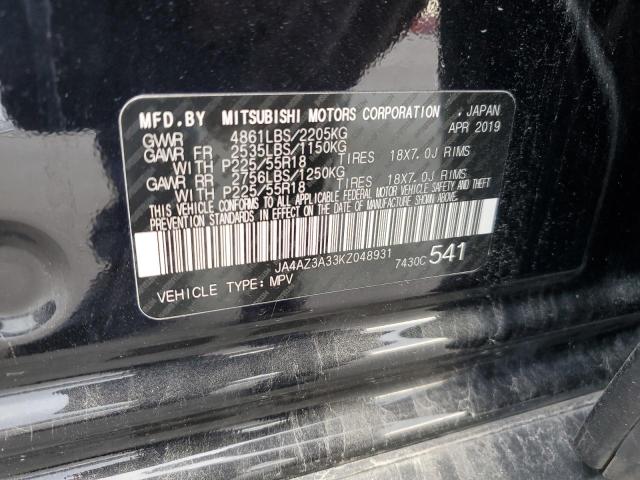 MFD.BY MITSUBISHI MOTORS CORPORATION , JAPAN
GVWR 4861LBS/2205KG APR 2019
GAWR FR 2535LBS/1150KG
WITH P225/55R18 TIRES 18X7.0J RIMS
GAWR RR 2756LBS/1250KG
WITH P225/55R18 TIRES 18X7.0J RIMS
THIS VEHICLE CONFORMS TO ALL APPLICABLE FEDERAL MOTOR VEHICLE SAFETY, BUMPER, AND THEFT
PREVENTION STANDARDS IN EFFECT ON THE DATE OF MANUFACTURE SHOWN ABOVE.
JA4AZ3A33KZ048931 7430C 541
VEHICLE TYPE: MPV